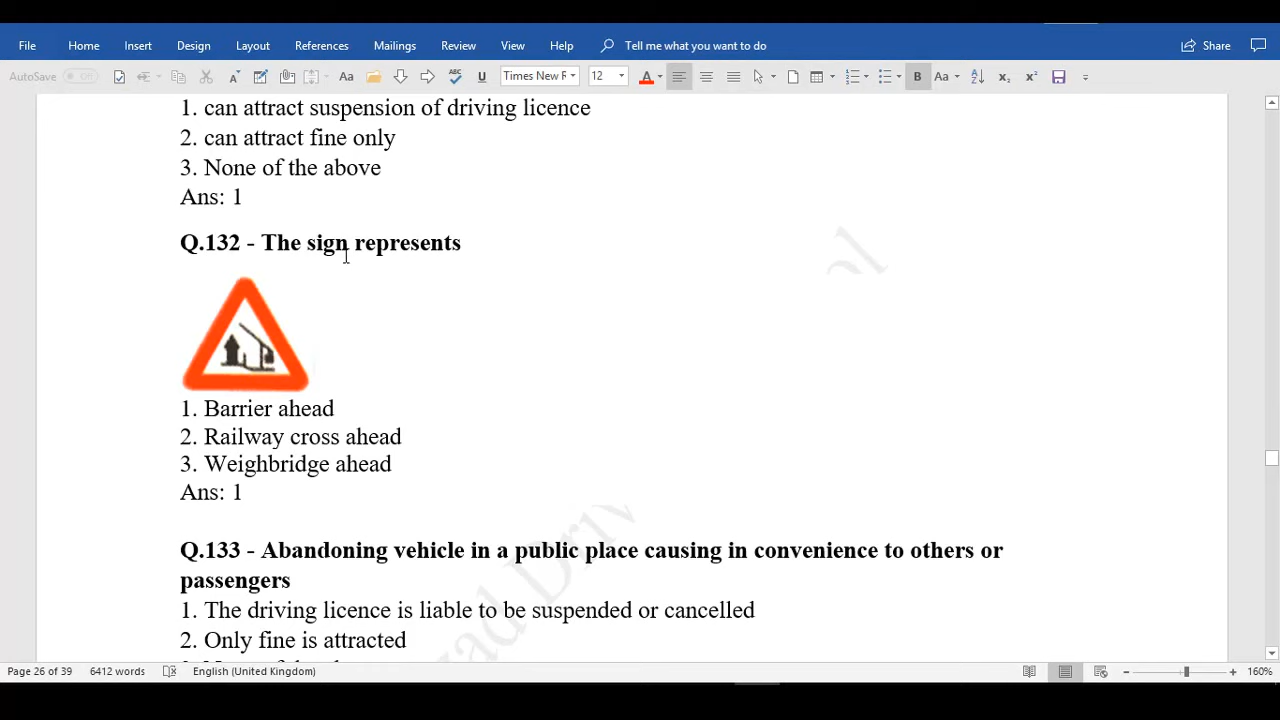 File Home Insert Design Layout References Mailings Review View Help Tell me what you want to do Share
AutoSave Off Times New R 12
1. can attract suspension of driving licence
2. can attract fine only
3. None of the above
Ans: 1
Q.132 - The sign represents
1. Barrier ahead
2. Railway cross ahead
3. Weighbridge ahead
Ans: 1
Q.133 - Abandoning vehicle in a public place causing in convenience to others or
passengers
1. The driving licence is liable to be suspended or cancelled
2. Only fine is attracted
Page 26 of 39 6412 words English (United Kingdom) 160%